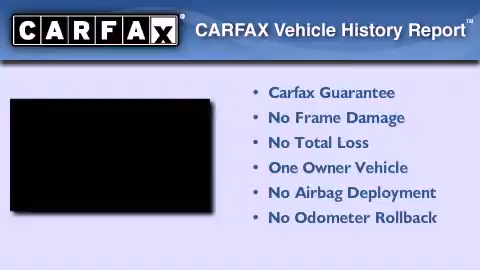 CARFAX® CARFAX Vehicle History Report™
• Carfax Guarantee
• No Frame Damage
• No Total Loss
• One Owner Vehicle
• No Airbag Deployment
• No Odometer Rollback